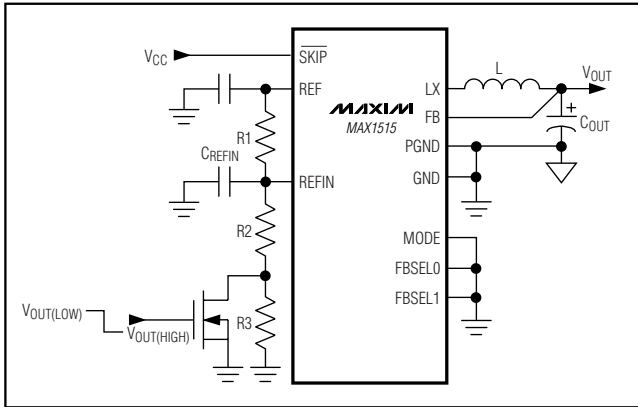 VCC
SKIP
REF
R1
CREFIN
REFIN
R2
R3
VOUT(LOW)
VOUT(HIGH)
MAXIM
MAX1515
LX
L
VOUT
FB
+
COUT
PGND
GND
MODE
FBSEL0
FBSEL1